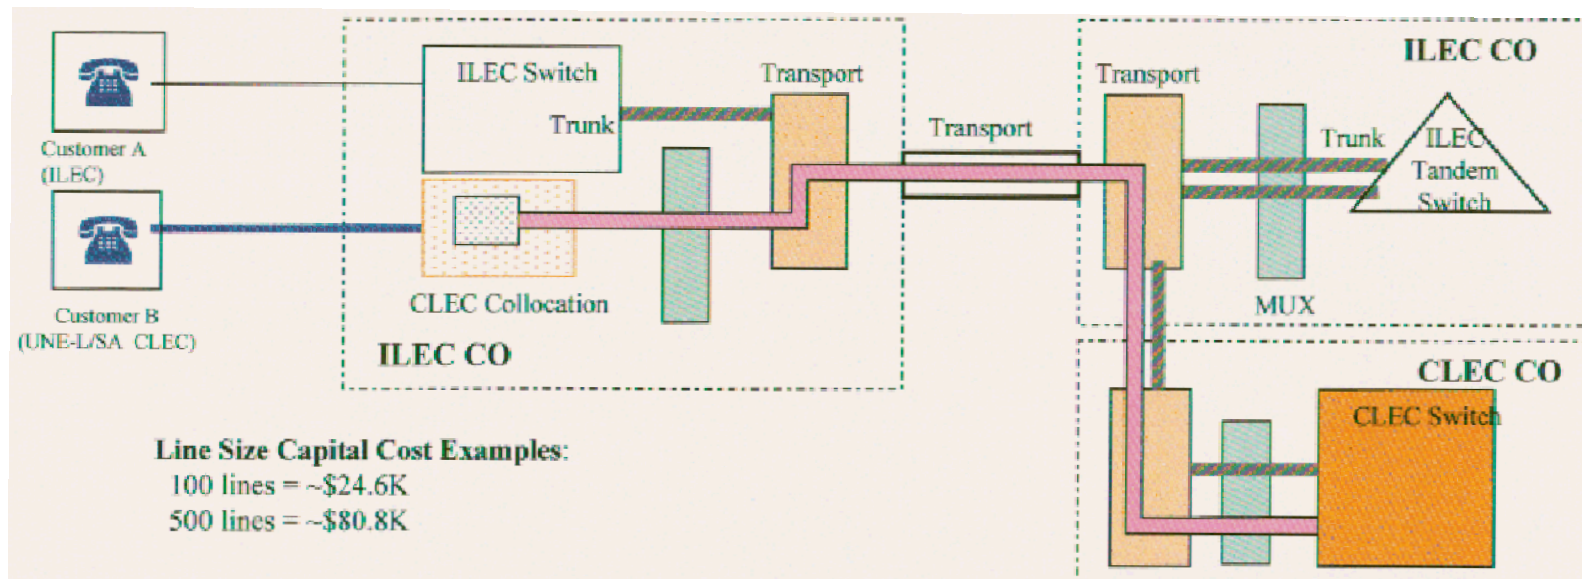 Customer A
(ILEC)
Customer B
(UNE-L/SA CLEC)
ILEC Switch
Trunk
Transport
CLEC Collocation
ILEC CO
Transport
ILEC CO
Transport
Trunk
ILEC
Tandem
Switch
MUX
CLEC CO
CLEC Switch
Line Size Capital Cost Examples:
100 lines = ~$24.6K
500 lines = ~$80.8K